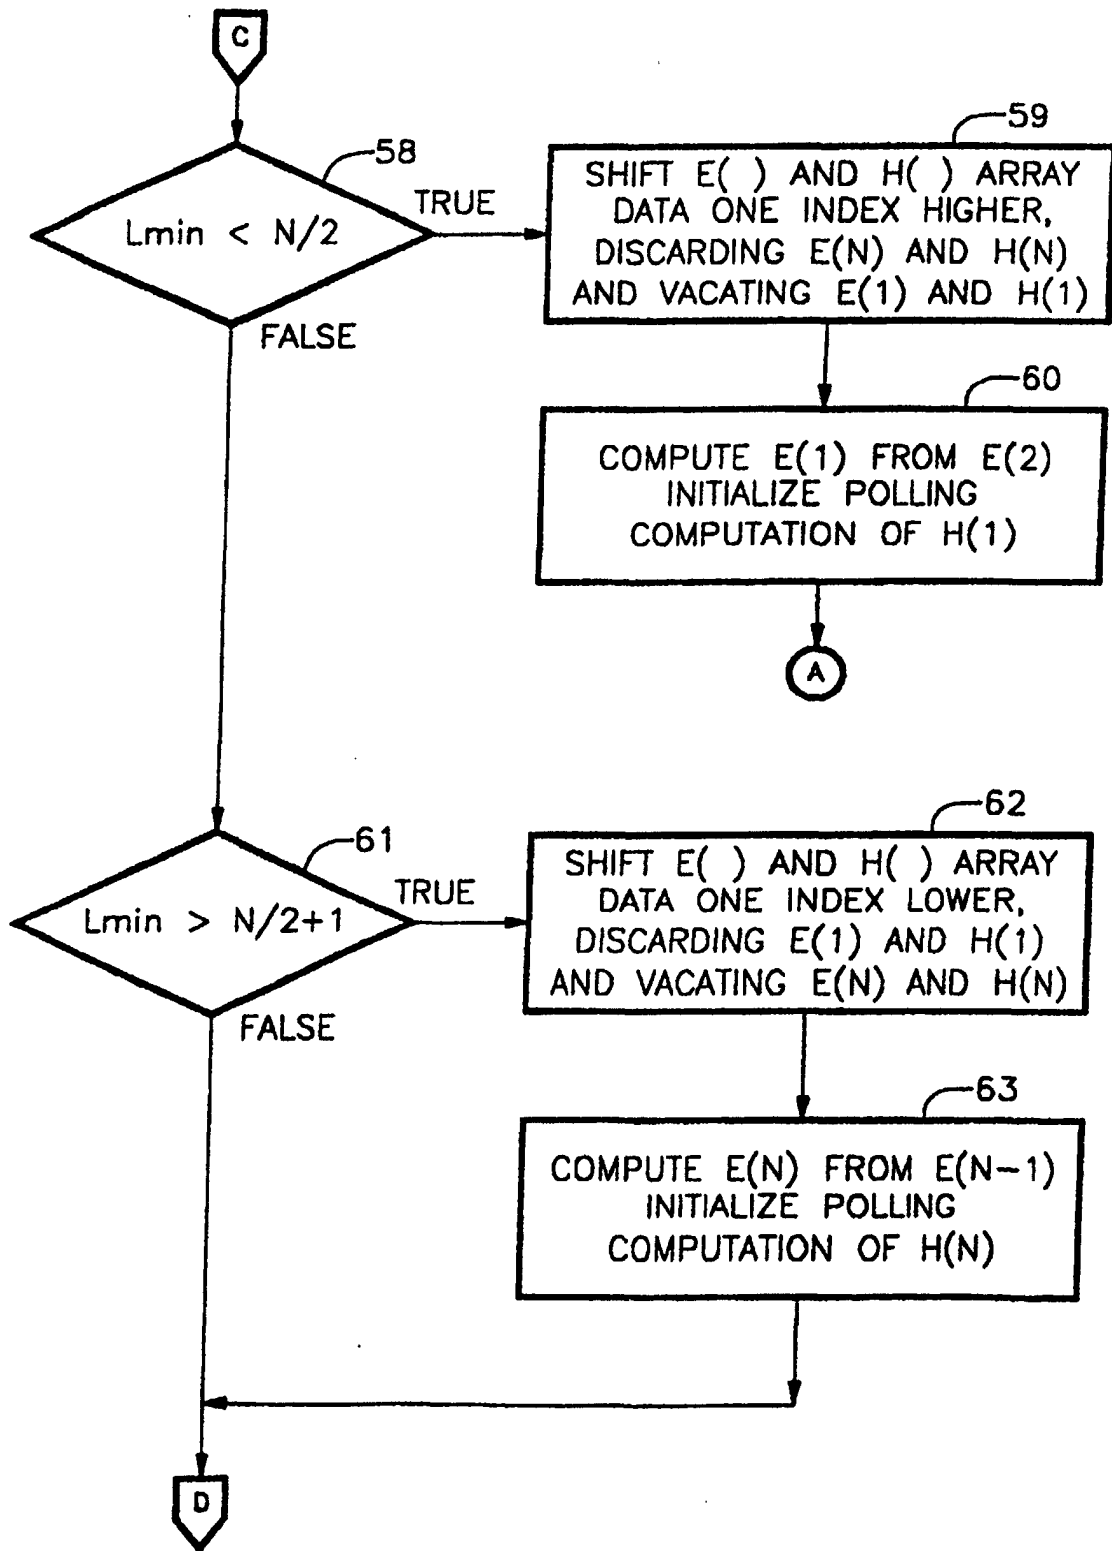 C
58
Lmin < N/2
TRUE
FALSE
59
SHIFT E( ) AND H( ) ARRAY
DATA ONE INDEX HIGHER,
DISCARDING E(N) AND H(N)
AND VACATING E(1) AND H(1)
60
COMPUTE E(1) FROM E(2)
INITIALIZE POLLING
COMPUTATION OF H(1)
A
61
Lmin > N/2+1
TRUE
FALSE
62
SHIFT E( ) AND H( ) ARRAY
DATA ONE INDEX LOWER,
DISCARDING E(1) AND H(1)
AND VACATING E(N) AND H(N)
63
COMPUTE E(N) FROM E(N-1)
INITIALIZE POLLING
COMPUTATION OF H(N)
D